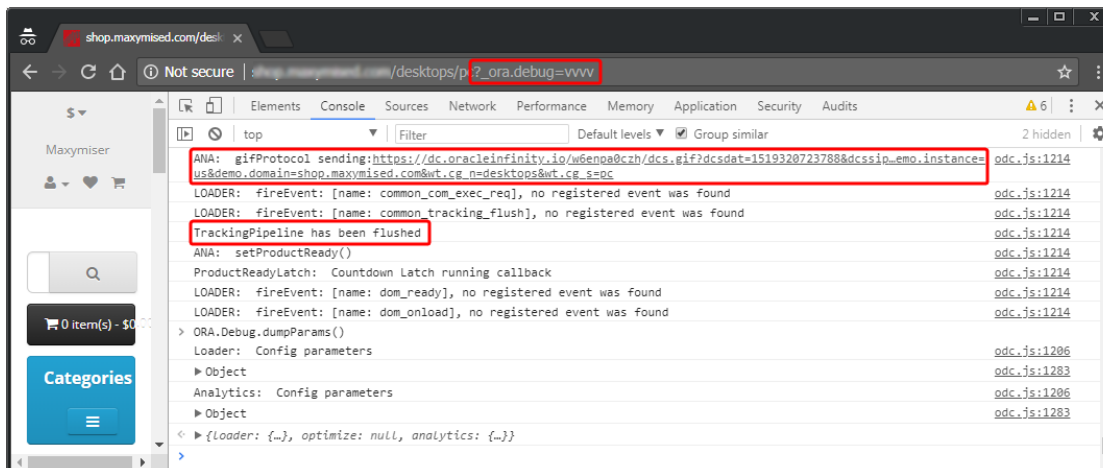 shop.maxymised.com/desk
Not secure | /desktops/pc?_ora.debug=vvvv
$
Maxymiser
0 item(s) - $0
Categories
Elements Console Sources Network Performance Memory Application Security Audits 6
top Filter Default levels Group similar 2 hidden
ANA: gifProtocol sending:https://dc.oracleinfinity.io/w6enpa0czh/dcs.gif?dcsdat=1519320723788&dcssip…emo.instance= odc.js:1214
us&demo.domain=shop.maxymised.com&wt.cg_n=desktops&wt.cg_s=pc
LOADER: fireEvent: [name: common_com_exec_req], no registered event was found odc.js:1214
LOADER: fireEvent: [name: common_tracking_flush], no registered event was found odc.js:1214
TrackingPipeline has been flushed odc.js:1214
ANA: setProductReady() odc.js:1214
ProductReadyLatch: Countdown Latch running callback odc.js:1214
LOADER: fireEvent: [name: dom_ready], no registered event was found odc.js:1214
LOADER: fireEvent: [name: dom_onload], no registered event was found odc.js:1214
> ORA.Debug.dumpParams()
Loader: Config parameters odc.js:1206
▶Object odc.js:1283
Analytics: Config parameters odc.js:1206
▶Object odc.js:1283
▶{loader: {…}, optimize: null, analytics: {…}}
>